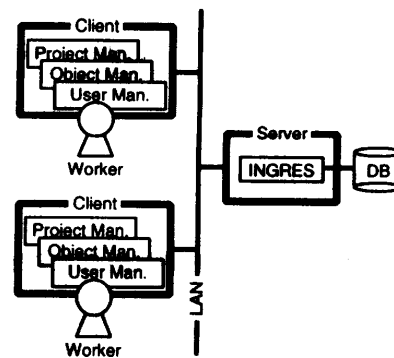 Client
Project Man.
Object Man.
User Man.
Worker
Server
INGRES
DB
Client
Project Man.
Object Man.
User Man.
Worker
LAN